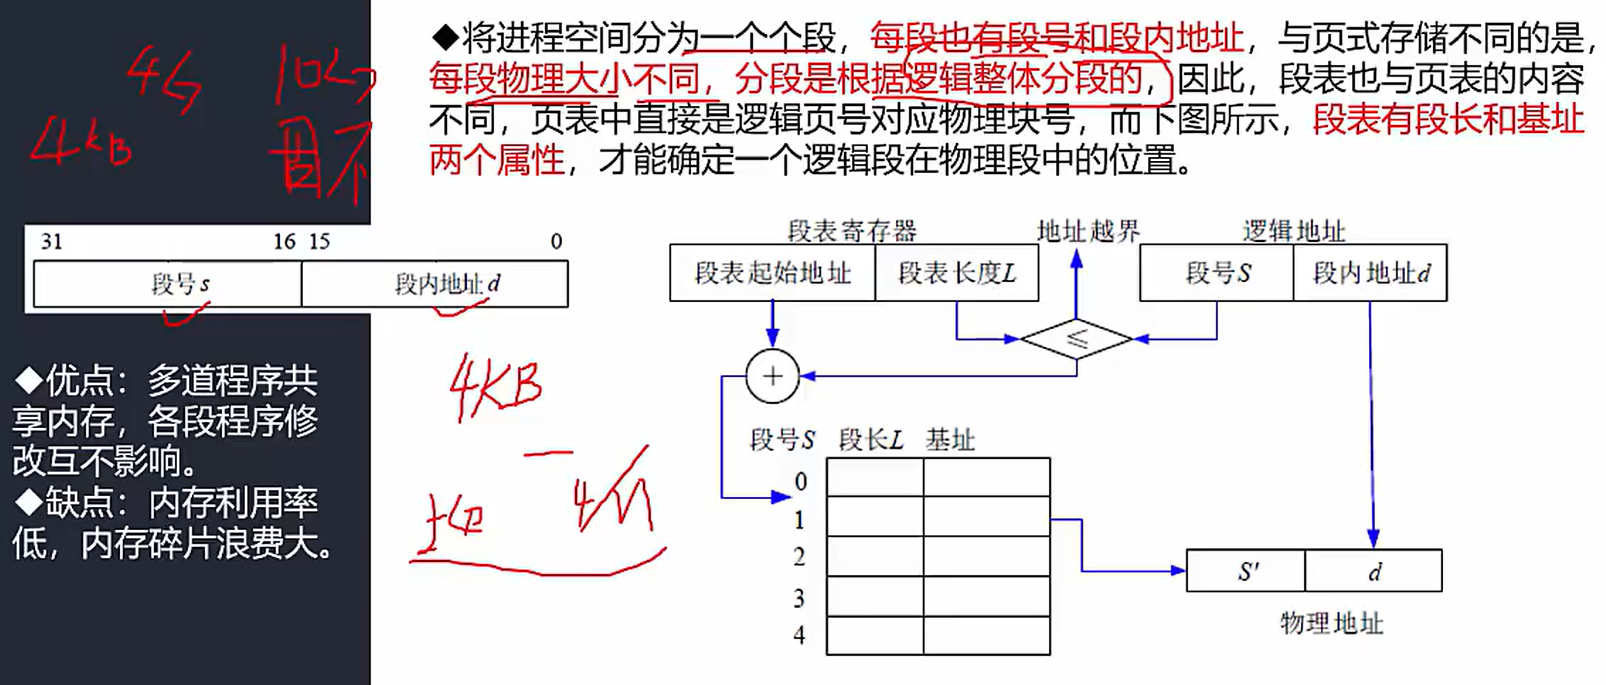 ◆将进程空间分为一个个段，每段也有段号和段内地址，与页式存储不同的是，
每段物理大小不同，分段是根据逻辑整体分段的，因此，段表也与页表的内容
不同，页表中直接是逻辑页号对应物理块号，而下图所示，段表有段长和基址
两个属性，才能确定一个逻辑段在物理段中的位置。
4KB
31 16 15 0
段号s 段内地址d
◆优点：多道程序共
享内存，各段程序修
改互不影响。
◆缺点：内存利用率
低，内存碎片浪费大。
4KB
段表寄存器 地址越界 逻辑地址
段表起始地址 段表长度L 段号S 段内地址d
≤
+
段号S 段长L 基址
0
1
2
3
4
S' d
物理地址